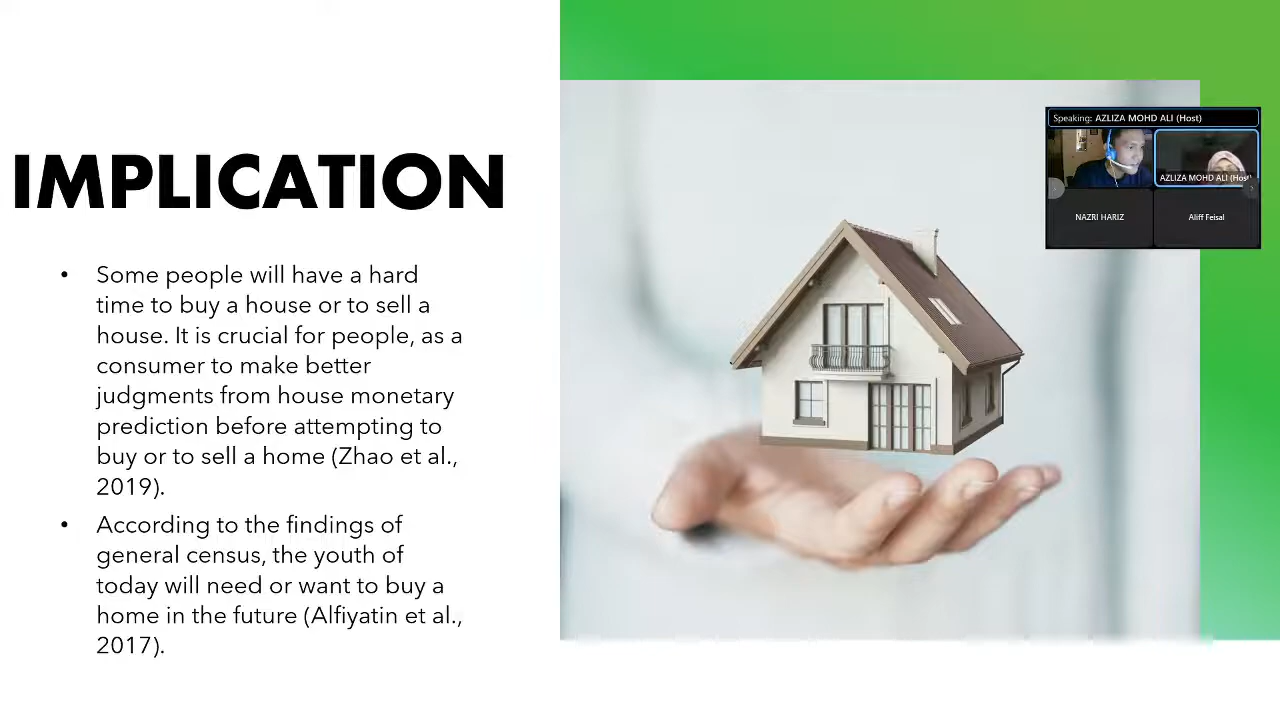 IMPLICATION
• Some people will have a hard
time to buy a house or to sell a
house. It is crucial for people, as a
consumer to make better
judgments from house monetary
prediction before attempting to
buy or to sell a home (Zhao et al.,
2019).
• According to the findings of
general census, the youth of
today will need or want to buy a
home in the future (Alfiyatin et al.,
2017).
Speaking: AZLIZA MOHD ALI (Host)
AZLIZA MOHD ALI (Host)
NAZRI HARIZ
Aliff Feisal